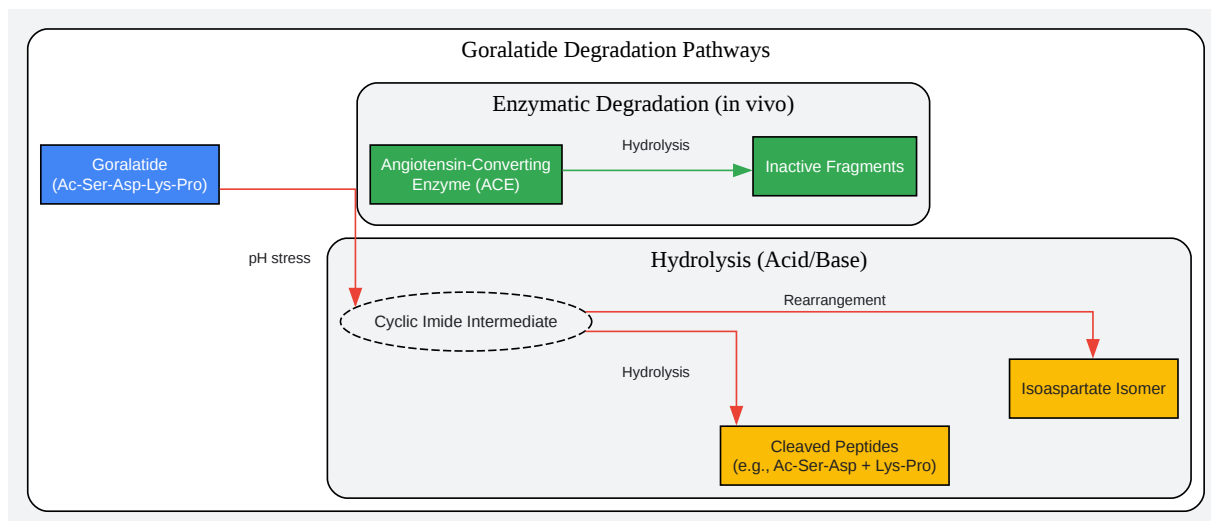 Goralatide Degradation Pathways
Enzymatic Degradation (in vivo)
Goralatide
(Ac-Ser-Asp-Lys-Pro)
Angiotensin-Converting
Enzyme (ACE)
Hydrolysis
Inactive Fragments
pH stress
Hydrolysis (Acid/Base)
Cyclic Imide Intermediate
Rearrangement
Hydrolysis
Isoaspartate Isomer
Cleaved Peptides
(e.g., Ac-Ser-Asp + Lys-Pro)